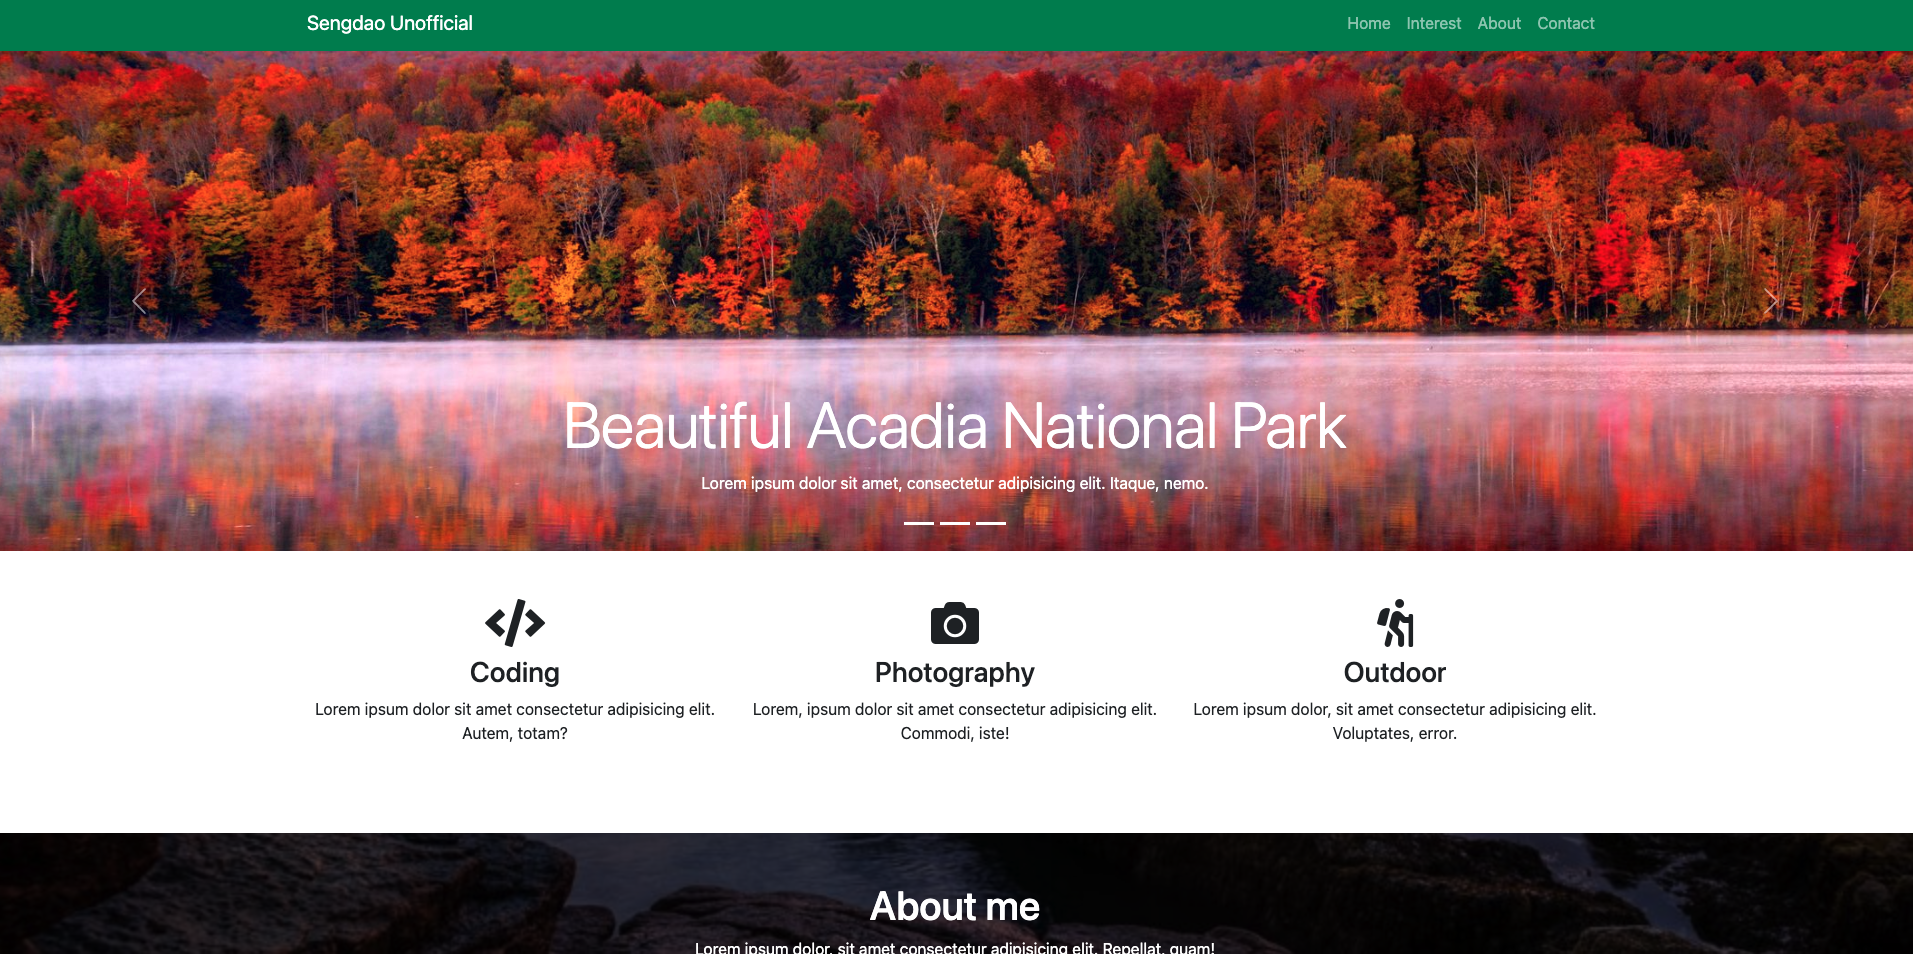 Sengdao Unofficial
Home Interest About Contact
Beautiful Acadia National Park
Lorem ipsum dolor sit amet, consectetur adipisicing elit. Itaque, nemo.
Coding
Lorem ipsum dolor sit amet consectetur adipisicing elit.
Autem, totam?
Photography
Lorem, ipsum dolor sit amet consectetur adipisicing elit.
Commodi, iste!
Outdoor
Lorem ipsum dolor, sit amet consectetur adipisicing elit.
Voluptates, error.
About me
Lorem ipsum dolor, sit amet consectetur adipisicing elit. Repellat, quam!